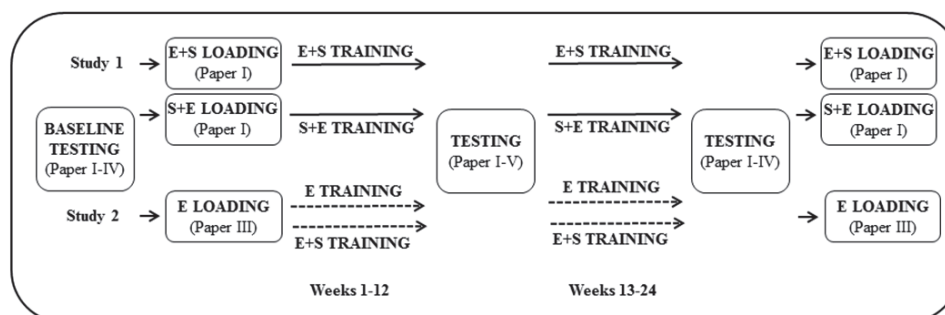 Study 1
E+S LOADING
(Paper I)
E+S TRAINING
E+S TRAINING
E+S LOADING
(Paper I)
BASELINE
TESTING
(Paper I-IV)
S+E LOADING
(Paper I)
S+E TRAINING
TESTING
(Paper I-V)
S+E TRAINING
TESTING
(Paper I-IV)
S+E LOADING
(Paper I)
Study 2
E LOADING
(Paper III)
E TRAINING
E+S TRAINING
E TRAINING
E+S TRAINING
E LOADING
(Paper III)
Weeks 1-12
Weeks 13-24